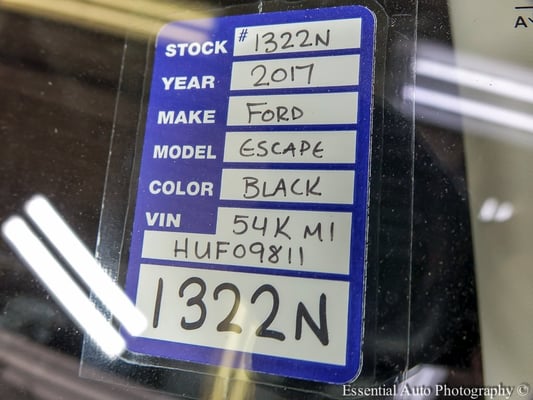 STOCK # 1322N
YEAR 2017
MAKE FORD
MODEL ESCAPE
COLOR BLACK
VIN 54K MI
HUF09811
1322N
Essential Auto Photography ©